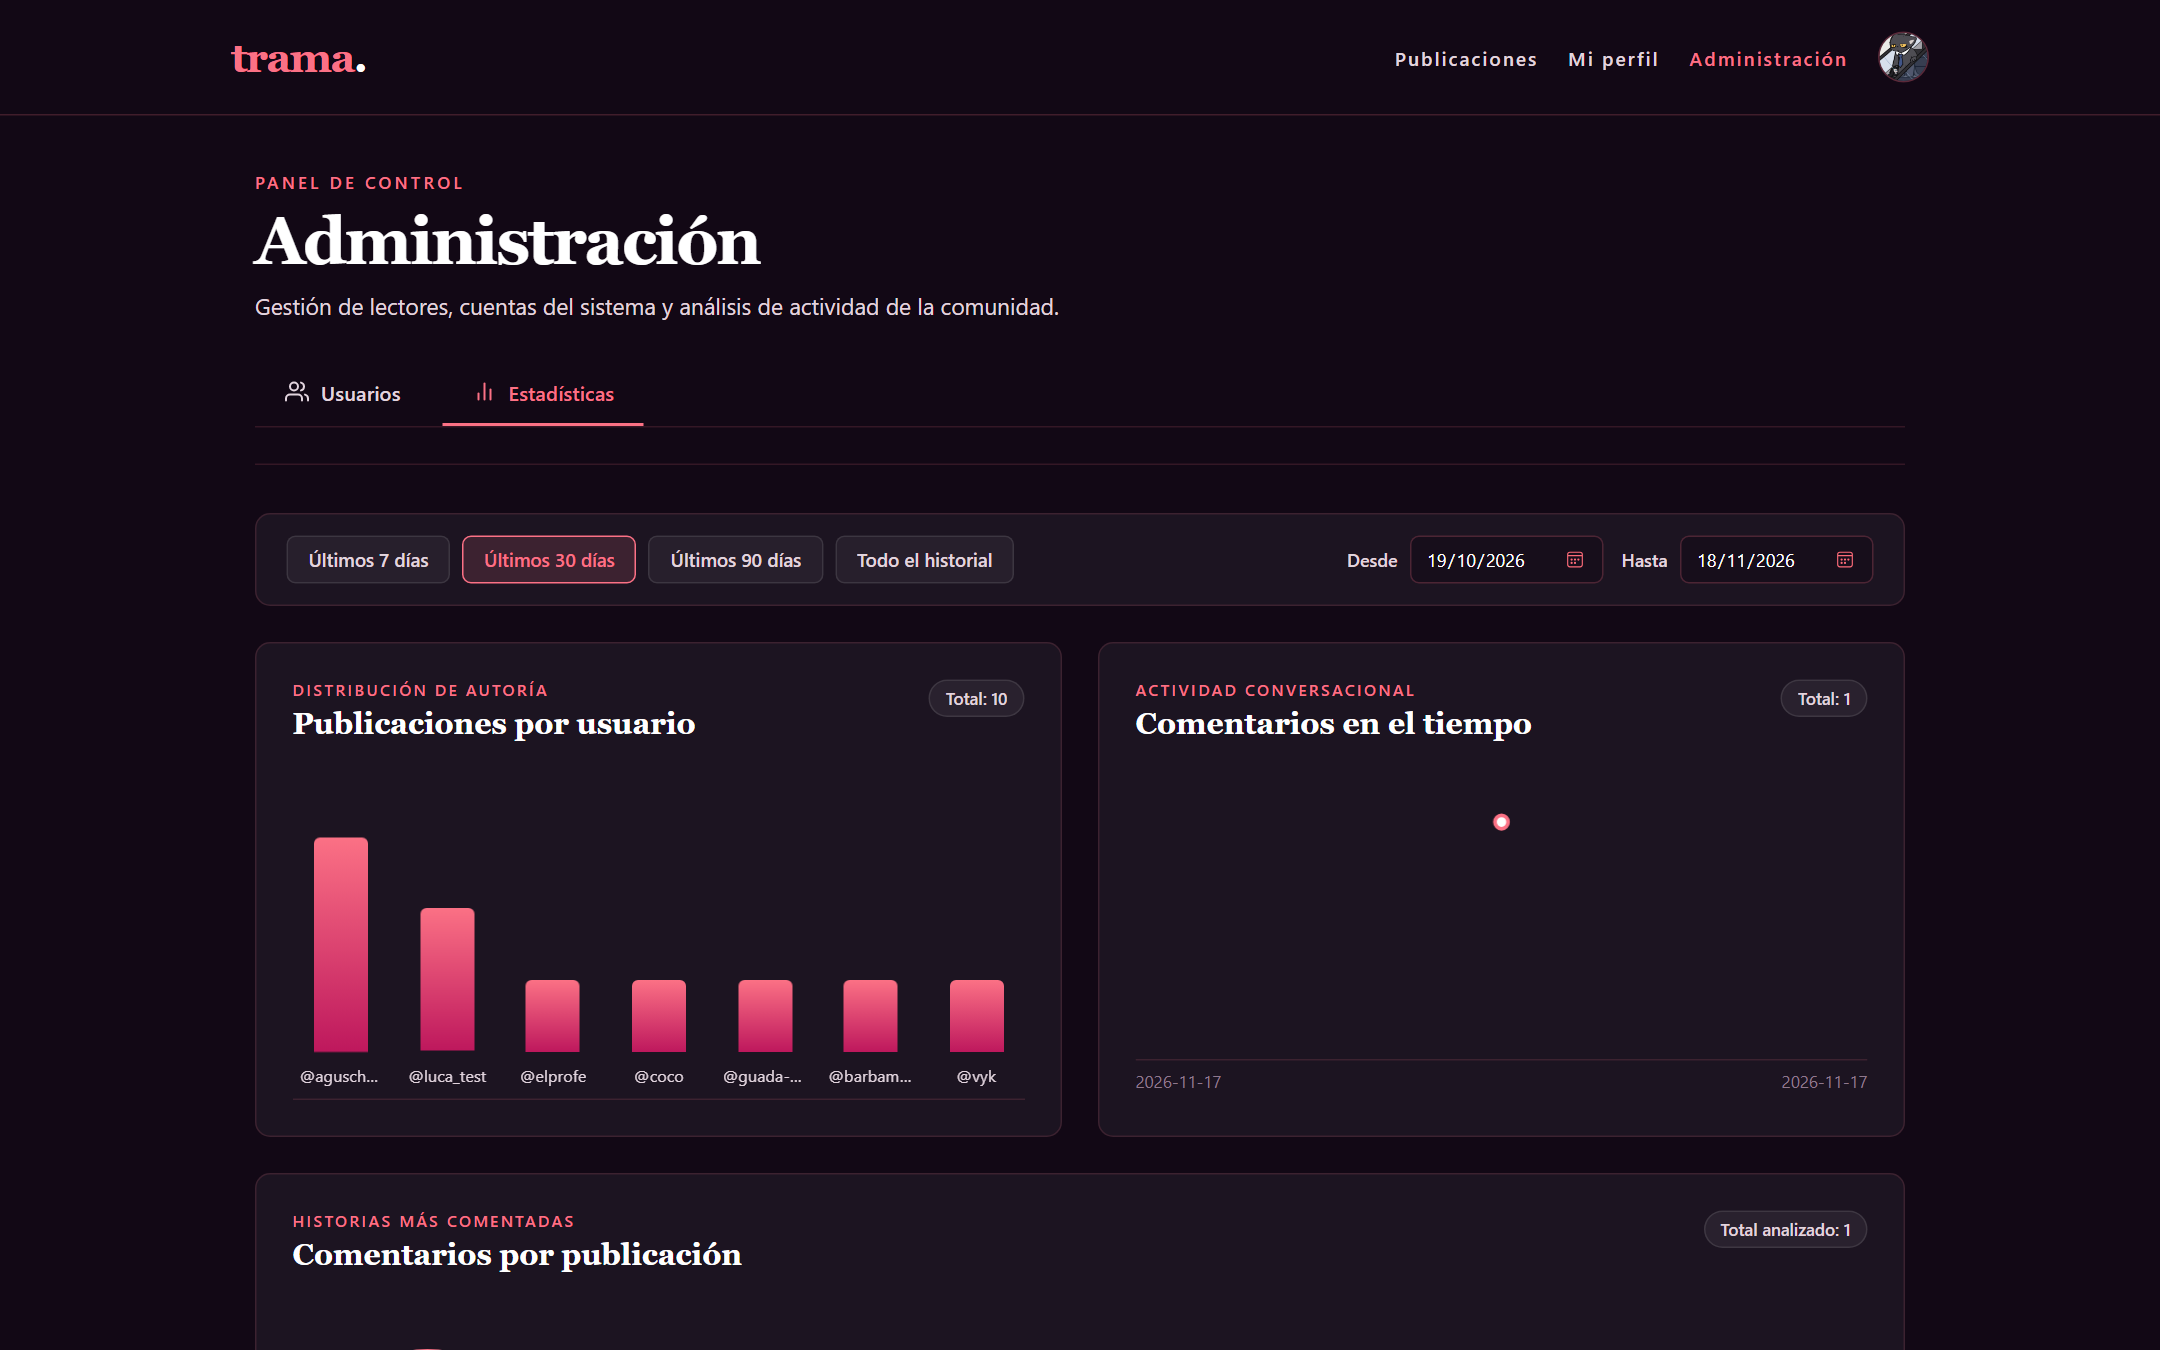 trama.
Publicaciones
Mi perfil
Administración
PANEL DE CONTROL
Administración
Gestión de lectores, cuentas del sistema y análisis de actividad de la comunidad.
Usuarios
Estadísticas
Últimos 7 días
Últimos 30 días
Últimos 90 días
Todo el historial
Desde
19/10/2026
Hasta
18/11/2026
DISTRIBUCIÓN DE AUTORÍA
Publicaciones por usuario
Total: 10
@agusch...
@luca_test
@elprofe
@coco
@guada-...
@barbam...
@vyk
ACTIVIDAD CONVERSACIONAL
Comentarios en el tiempo
Total: 1
2026-11-17
2026-11-17
HISTORIAS MÁS COMENTADAS
Comentarios por publicación
Total analizado: 1